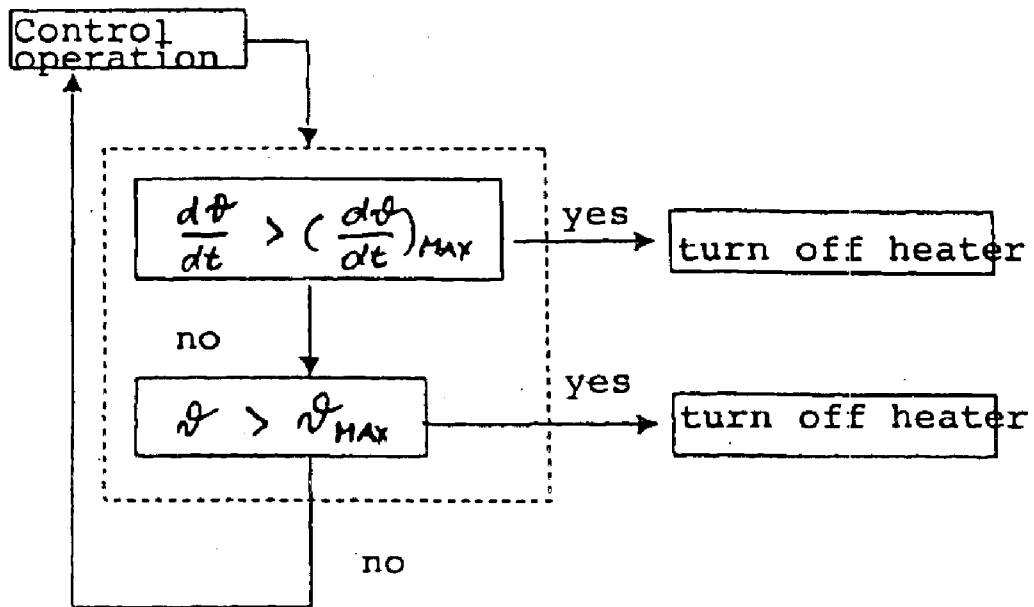 Control
operation
dϑ/dt > (dϑ/dt)MAX
yes
turn off heater
no
ϑ > ϑMAX
yes
turn off heater
no